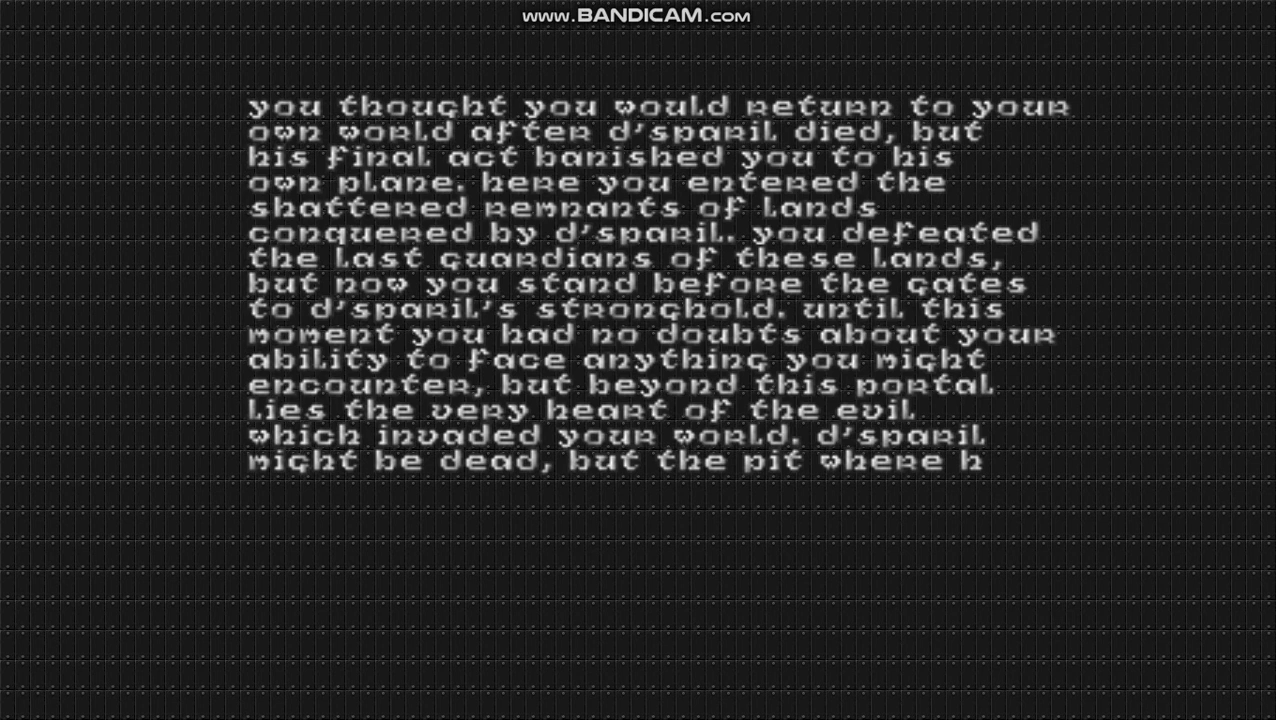 www.BANDICAM.com
you thought you would return to your
own world after d'sparil died, but
his final act banished you to his
own plane. here you entered the
shattered remnants of lands
conquered by d'sparil. you defeated
the last guardians of these lands,
but now you stand before the gates
to d'sparil's stronghold. until this
moment you had no doubts about your
ability to face anything you might
encounter, but beyond this portal
lies the very heart of the evil
which invaded your world. d'sparil
might be dead, but the pit where h